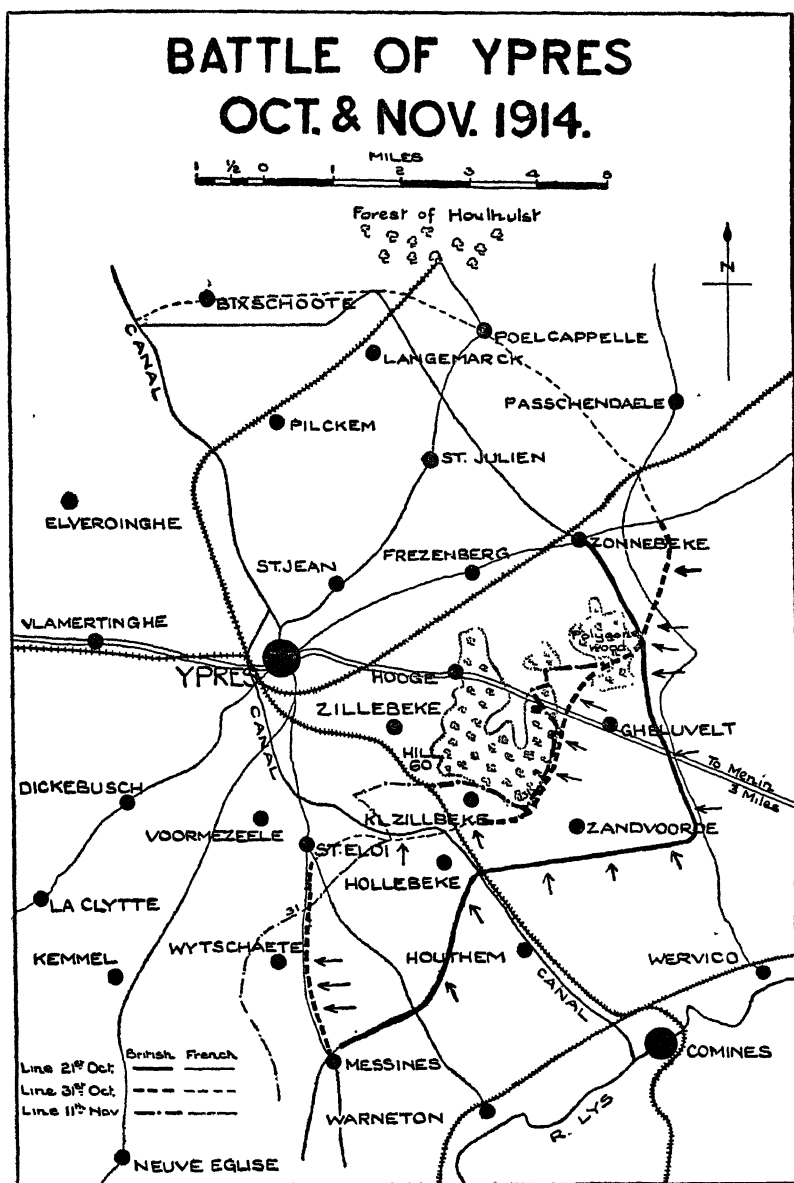 BATTLE OF YPRES
OCT. & NOV. 1914.
MILES
1 ½ 0 1 2 3 4 5
Forest of Houlhulst
N
BIXSCHOOTE
CANAL
POELCAPPELLE
LANGEMARCK
PASSCHENDAELE
PILCKEM
ST. JULIEN
ELVEROINGHE
ZONNEBEKE
FREZENBERG
ST. JEAN
VLAMERTINGHE
Polygone Wood
YPRES
HOOGE
ZILLEBEKE
GHELUVELT
CANAL
HILL 60
To Menin
3 Miles
DICKEBUSCH
KL. ZILLBEKE
ZANDVOORDE
VOORMEZEELE
ST. ELOI
HOLLEBEKE
LA CLYTTE
31
WYTSCHAETE
HOUTHEM
WERVICQ
KEMMEL
CANAL
COMINES
British French
Line 21st Oct.
Line 31st Oct.
Line 11th Nov
MESSINES
WARNETON
R. LYS
NEUVE EGLISE